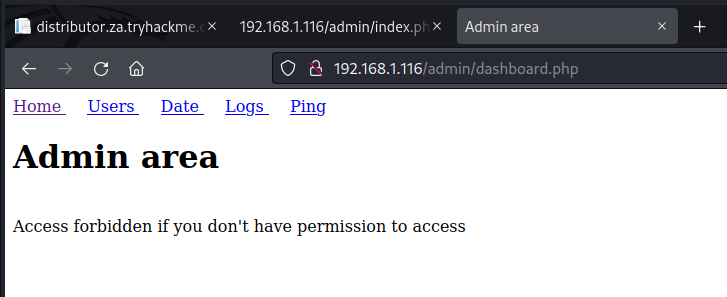 distributor.za.tryhackme.c
192.168.1.116/admin/index.ph
Admin area
192.168.1.116/admin/dashboard.php
Home Users Date Logs Ping
Admin area
Access forbidden if you don't have permission to access